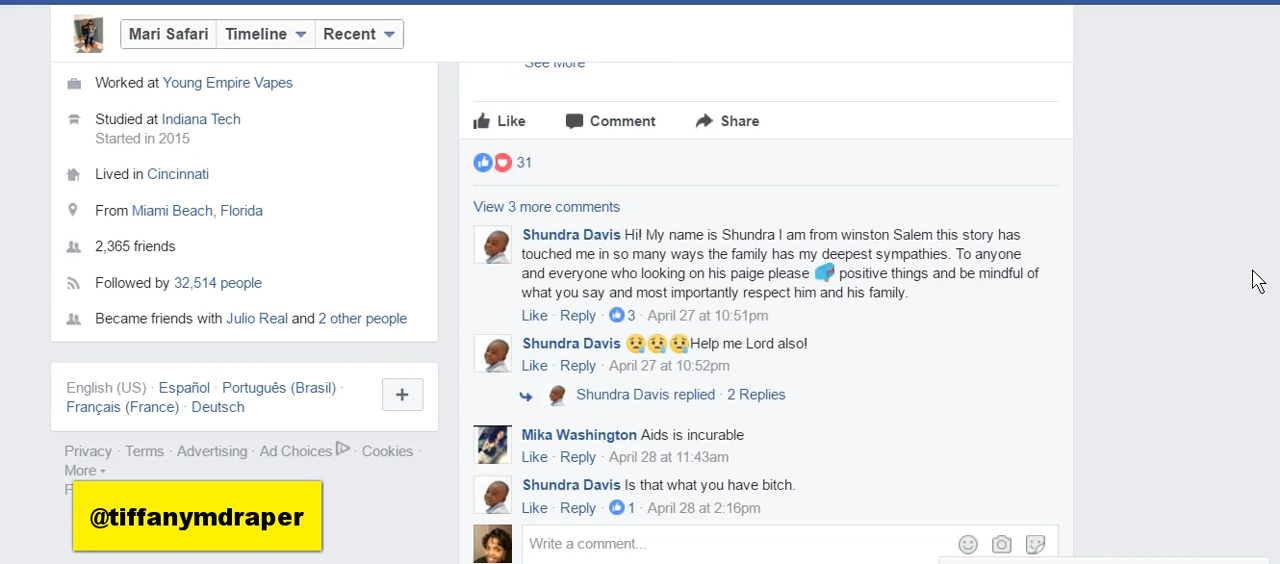 Mari Safari Timeline Recent
Worked at Young Empire Vapes
Studied at Indiana Tech
Started in 2015
Lived in Cincinnati
From Miami Beach, Florida
2,365 friends
Followed by 32,514 people
Became friends with Julio Real and 2 other people
English (US) · Español · Português (Brasil) ·
Français (France) · Deutsch
Privacy · Terms · Advertising · Ad Choices · Cookies ·
More
@tiffanymdraper
See More
Like Comment Share
31
View 3 more comments
Shundra Davis Hi! My name is Shundra I am from winston Salem this story has
touched me in so many ways the family has my deepest sympathies. To anyone
and everyone who looking on his paige please 📪 positive things and be mindful of
what you say and most importantly respect him and his family.
Like · Reply · 3 · April 27 at 10:51pm
Shundra Davis 😢😢😢Help me Lord also!
Like · Reply · April 27 at 10:52pm
Shundra Davis replied · 2 Replies
Mika Washington Aids is incurable
Like · Reply · April 28 at 11:43am
Shundra Davis Is that what you have bitch.
Like · Reply · 1 · April 28 at 2:16pm
Write a comment...